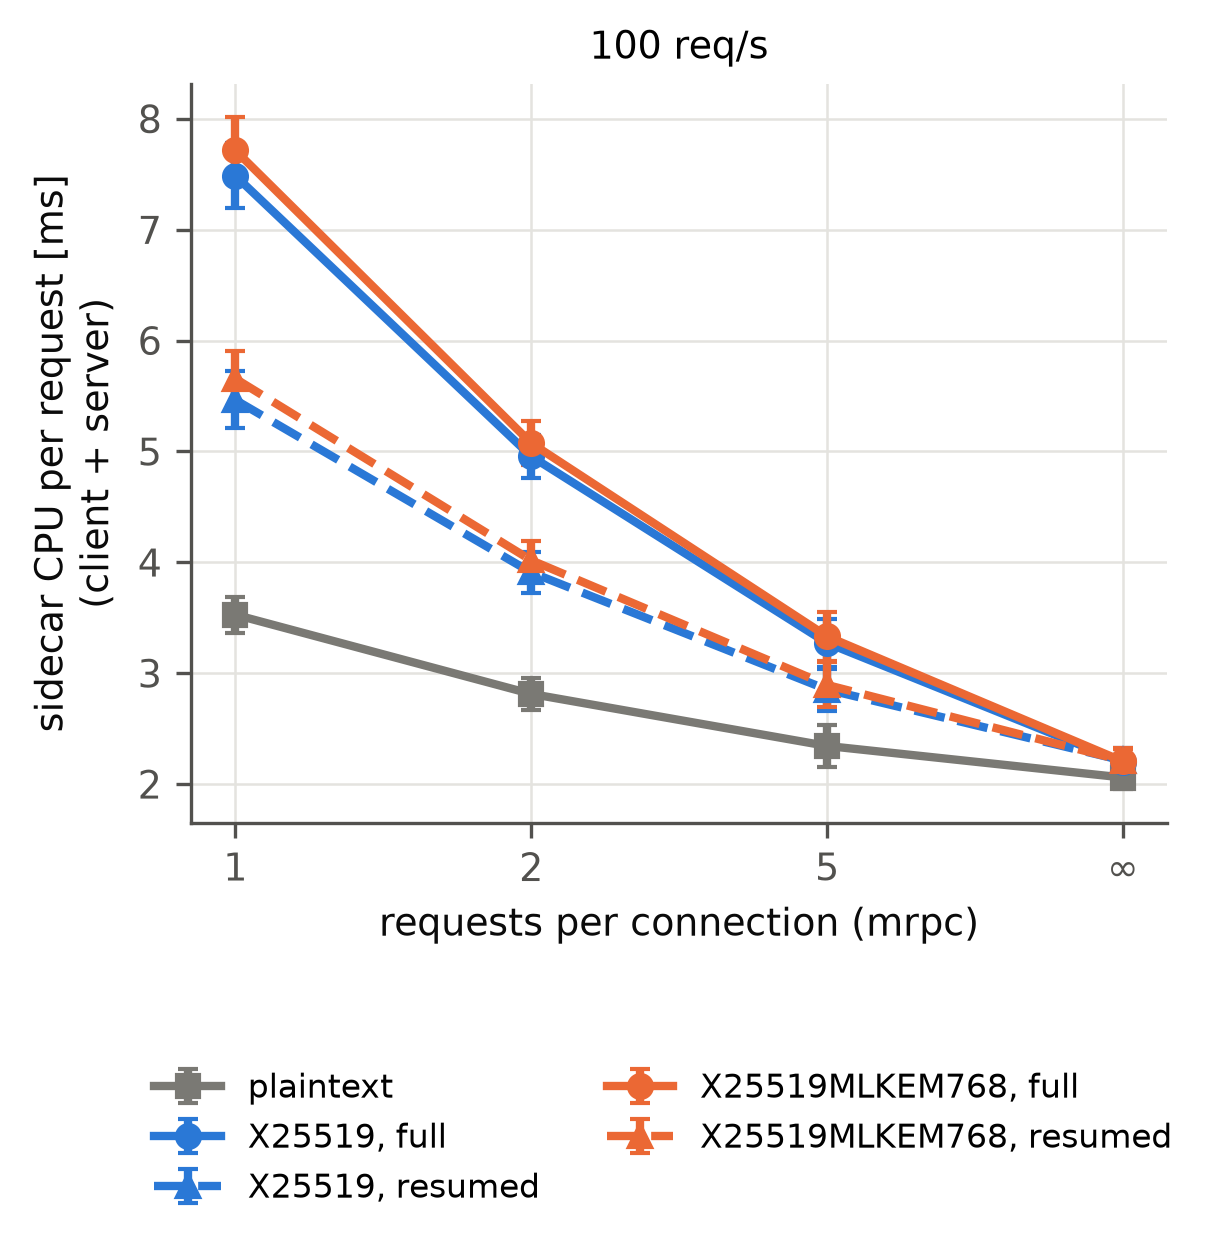 100 req/s
sidecar CPU per request [ms]
(client + server)
8
7
6
5
4
3
2
1 2 5 ∞
requests per connection (mrpc)
plaintext
X25519, full
X25519, resumed
X25519MLKEM768, full
X25519MLKEM768, resumed